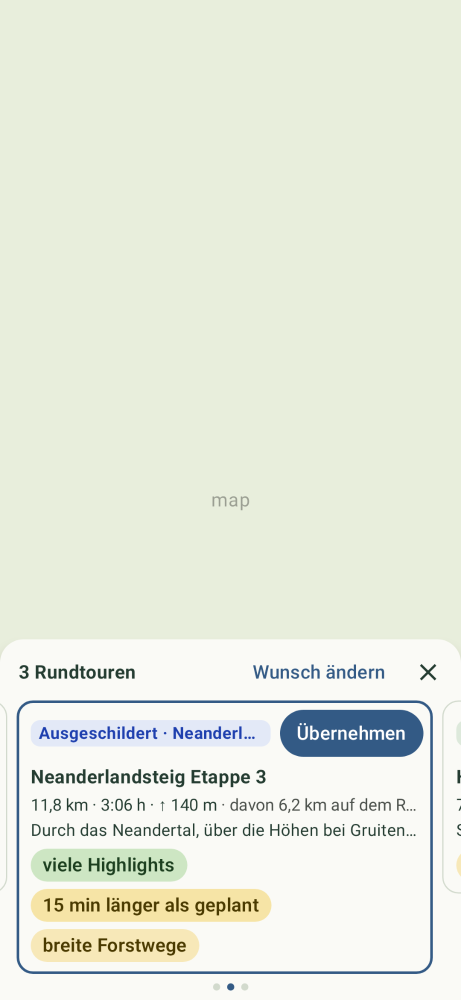 map
3 Rundtouren Wunsch ändern
Ausgeschildert · Neanderl… Übernehmen
Neanderlandsteig Etappe 3
11,8 km · 3:06 h · ↑ 140 m · davon 6,2 km auf dem R…
Durch das Neandertal, über die Höhen bei Gruiten…
viele Highlights
15 min länger als geplant
breite Forstwege